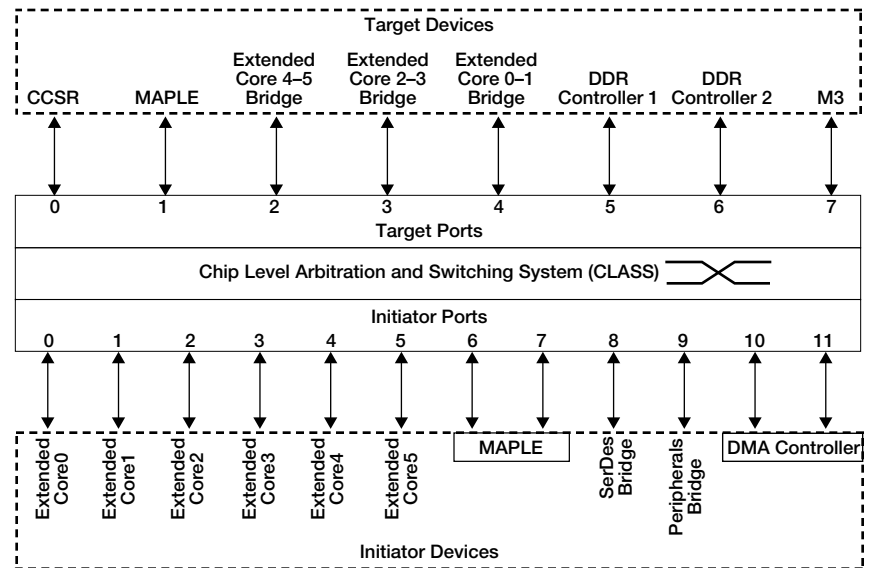 Target Devices
CCSR
MAPLE
Extended
Core 4–5
Bridge
Extended
Core 2–3
Bridge
Extended
Core 0–1
Bridge
DDR
Controller 1
DDR
Controller 2
M3
0 1 2 3 4 5 6 7
Target Ports
Chip Level Arbitration and Switching System (CLASS)
Initiator Ports
0 1 2 3 4 5 6 7 8 9 10 11
Extended
Core0
Extended
Core1
Extended
Core2
Extended
Core3
Extended
Core4
Extended
Core5
MAPLE
SerDes
Bridge
Peripherals
Bridge
DMA Controller
Initiator Devices